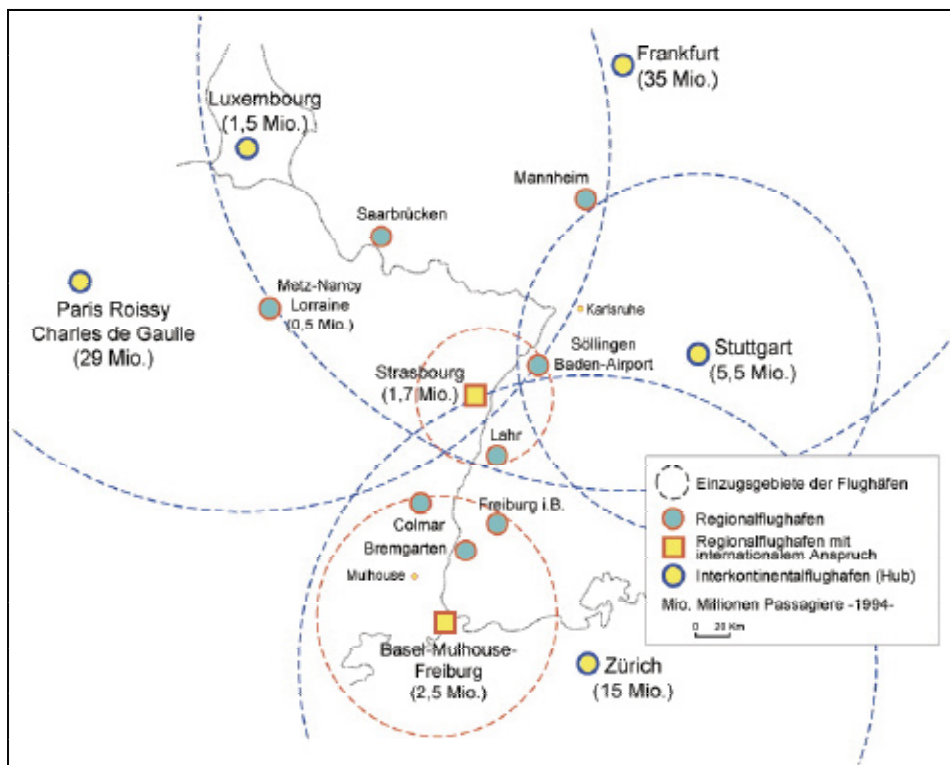 Frankfurt
(35 Mio.)
Luxembourg
(1,5 Mio.)
Mannheim
Saarbrücken
Metz-Nancy
Lorraine
(0,5 Mio.)
Paris Roissy
Charles de Gaulle
(29 Mio.)
Karlsruhe
Söllingen
Baden-Airport
Stuttgart
(5,5 Mio.)
Strasbourg
(1,7 Mio.)
Lahr
Colmar
Freiburg i.B.
Bremgarten
Mulhouse
Basel-Mulhouse-
Freiburg
(2,5 Mio.)
Zürich
(15 Mio.)
Einzugsgebiete der Flughäfen
Regionalflughafen
Regionalflughafen mit
internationalem Anspruch
Interkontinentalflughafen (Hub)
Mio. Millionen Passagiere -1994-
0 20 Km